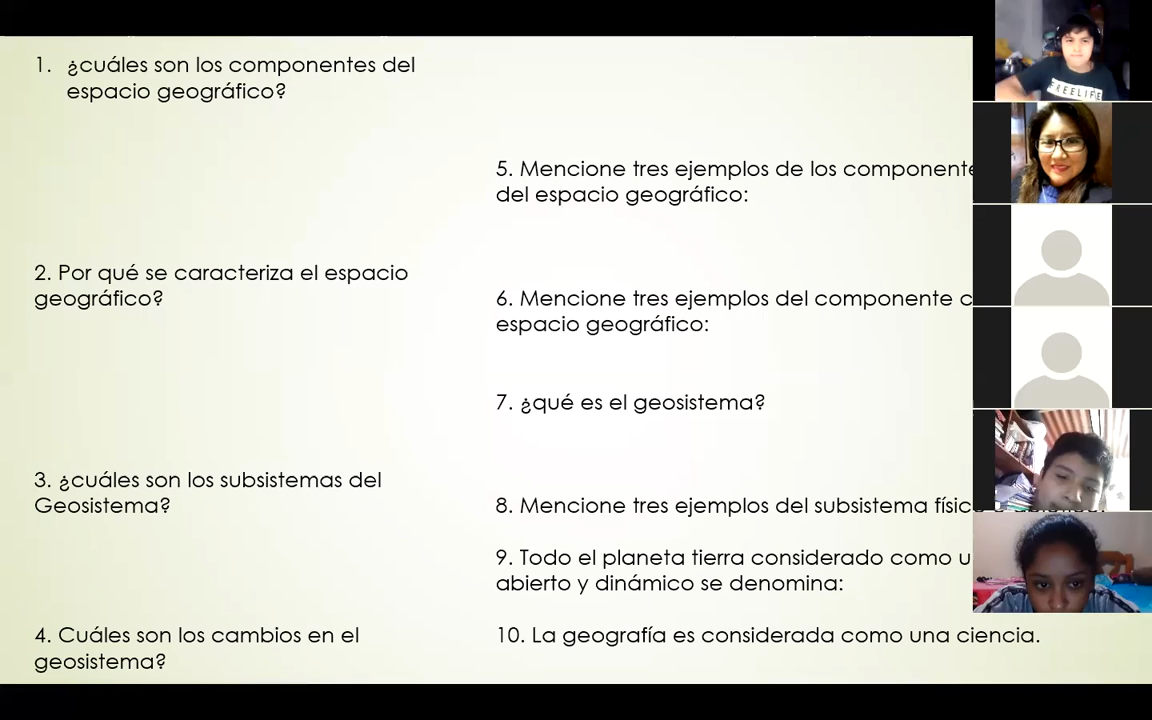 1. ¿cuáles son los componentes del
espacio geográfico?
2. Por qué se caracteriza el espacio
geográfico?
3. ¿cuáles son los subsistemas del
Geosistema?
4. Cuáles son los cambios en el
geosistema?
5. Mencione tres ejemplos de los
del espacio geográfico:
6. Mencione tres ejemplos del componente
espacio geográfico:
7. ¿qué es el geosistema?
8. Mencione tres ejemplos del subsistema
9. Todo el planeta tierra considerado como
abierto y dinámico se denomina:
10. La geografía es considerada como una ciencia.
FREELIFE